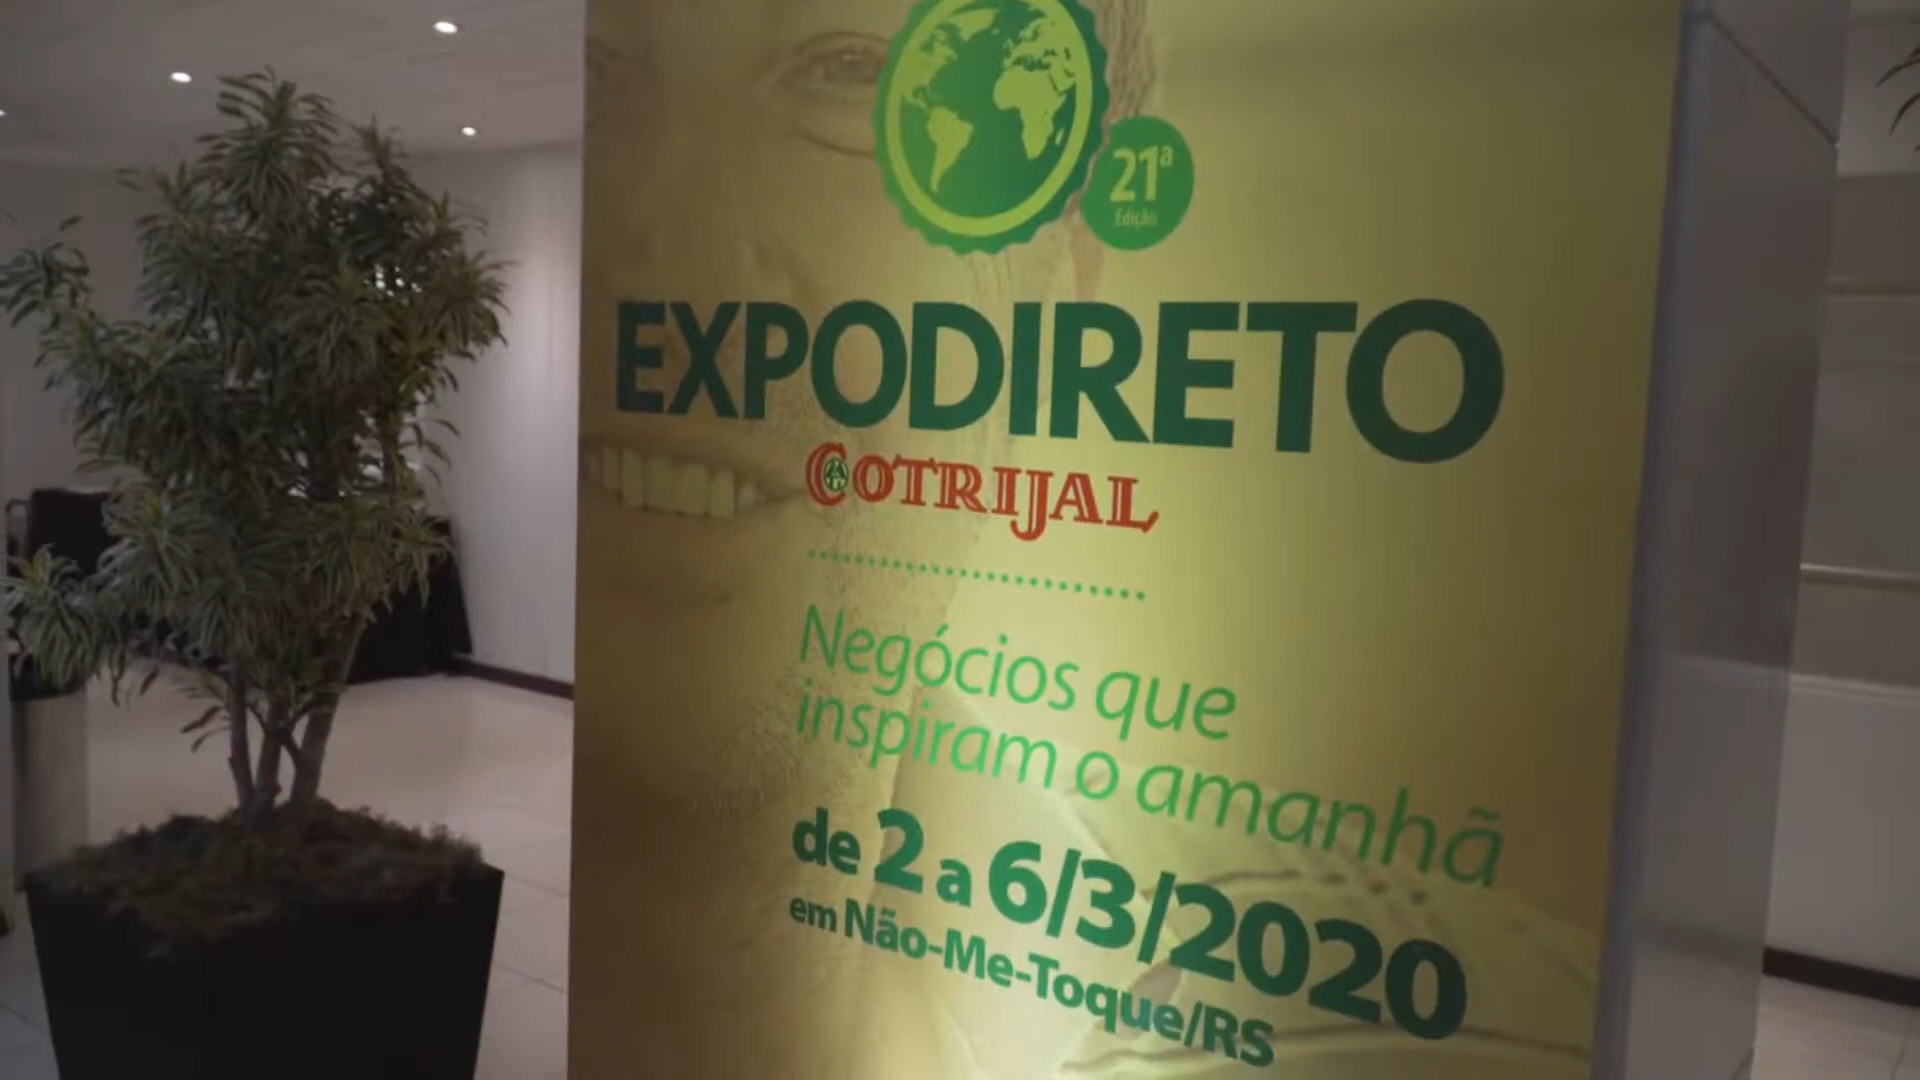 21ª
Edição
EXPODIRETO
COTRIJAL
Negócios que
inspiram o amanhã
de 2 a 6/3/2020
em Não-Me-Toque/RS